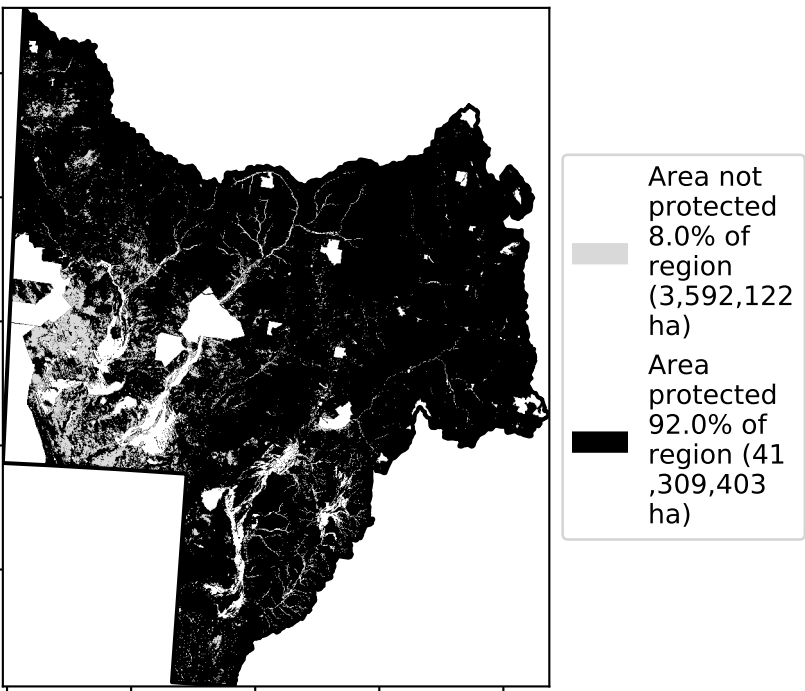 Area not
protected
8.0% of
region
(3,592,122
ha)
Area
protected
92.0% of
region (41
,309,403
ha)